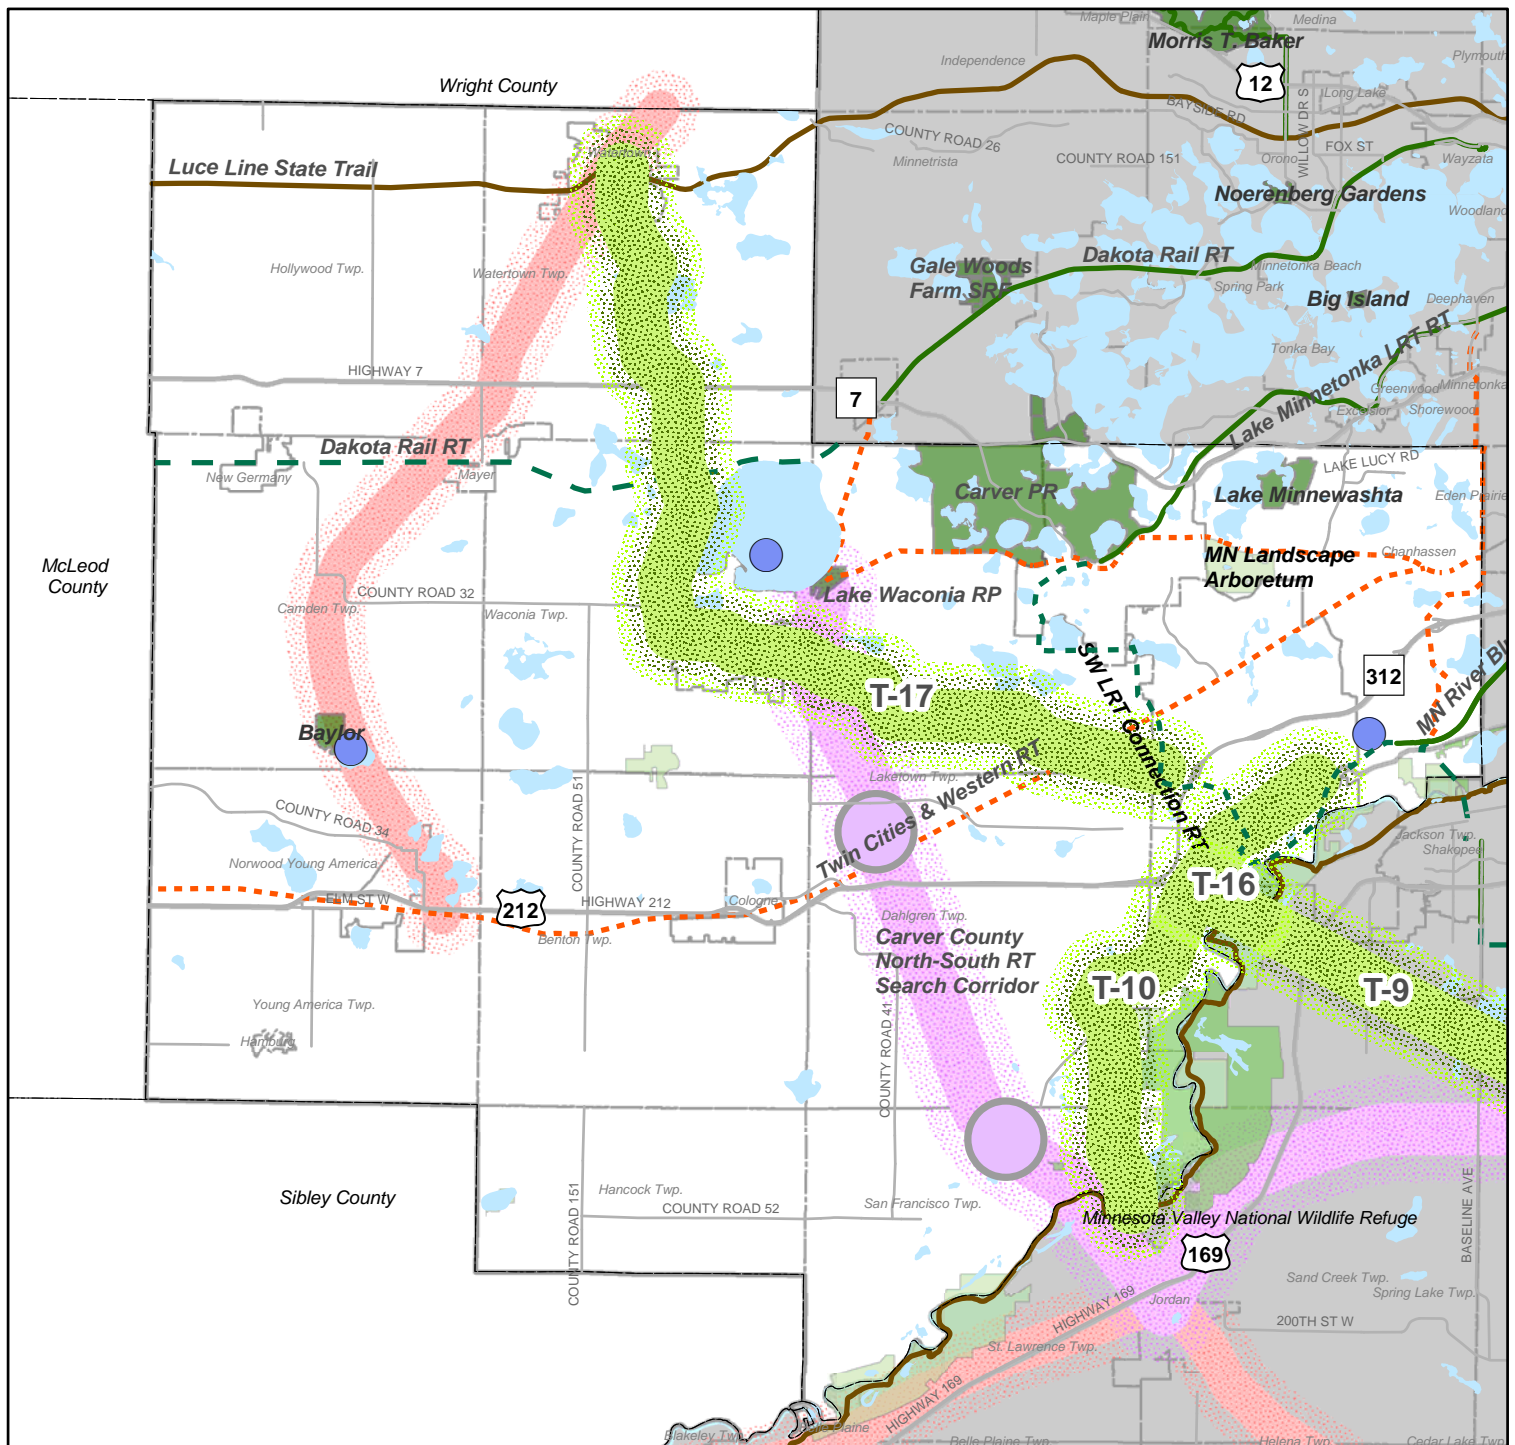 Maple Plain
Medina
Morris T. Baker
Independence
Plymouth
Wright County
12
Long Lake
BAYSIDE RD
WILLOW DR S
COUNTY ROAD 26
Minnetrista
COUNTY ROAD 151
Orono
FOX ST
Wayzata
Luce Line State Trail
Noerenberg Gardens
Woodland
Hollywood Twp.
Watertown Twp.
Gale Woods
Farm SRF
Dakota Rail RT
Minnetonka Beach
Spring Park
Big Island
Deephaven
Tonka Bay
Lake Minnetonka LRT RT
HIGHWAY 7
7
Greenwood
Minnetonka
Excelsior
Shorewood
Dakota Rail RT
New Germany
Mayer
LAKE LUCY RD
Carver PR
Lake Minnewashta
Eden Prairie
McLeod
County
MN Landscape
Arboretum
Chanhassen
COUNTY ROAD 32
Camden Twp.
Waconia Twp.
Lake Waconia RP
SW LRT Connection RT
312
T-17
MN River Bl
Baylor
Laketown Twp.
COUNTY ROAD 51
Twin Cities & Western RT
COUNTY ROAD 34
Norwood Young America
Jackson Twp.
Shakopee
T-16
ELM ST W
212
HIGHWAY 212
Cologne
Benton Twp.
Dahlgren Twp.
Carver County
North-South RT
Search Corridor
T-10
T-9
Young America Twp.
Hamburg
COUNTY ROAD 41
Sibley County
Hancock Twp.
COUNTY ROAD 151
COUNTY ROAD 52
San Francisco Twp.
Minnesota Valley National Wildlife Refuge
BASELINE AVE
169
Sand Creek Twp.
Spring Lake Twp.
HIGHWAY 169
Jordan
200TH ST W
St. Lawrence Twp.
HIGHWAY 169
Belle Plaine
Blakeley Twp.
Belle Plaine Twp.
Helena Twp.
Cedar Lake Twp.